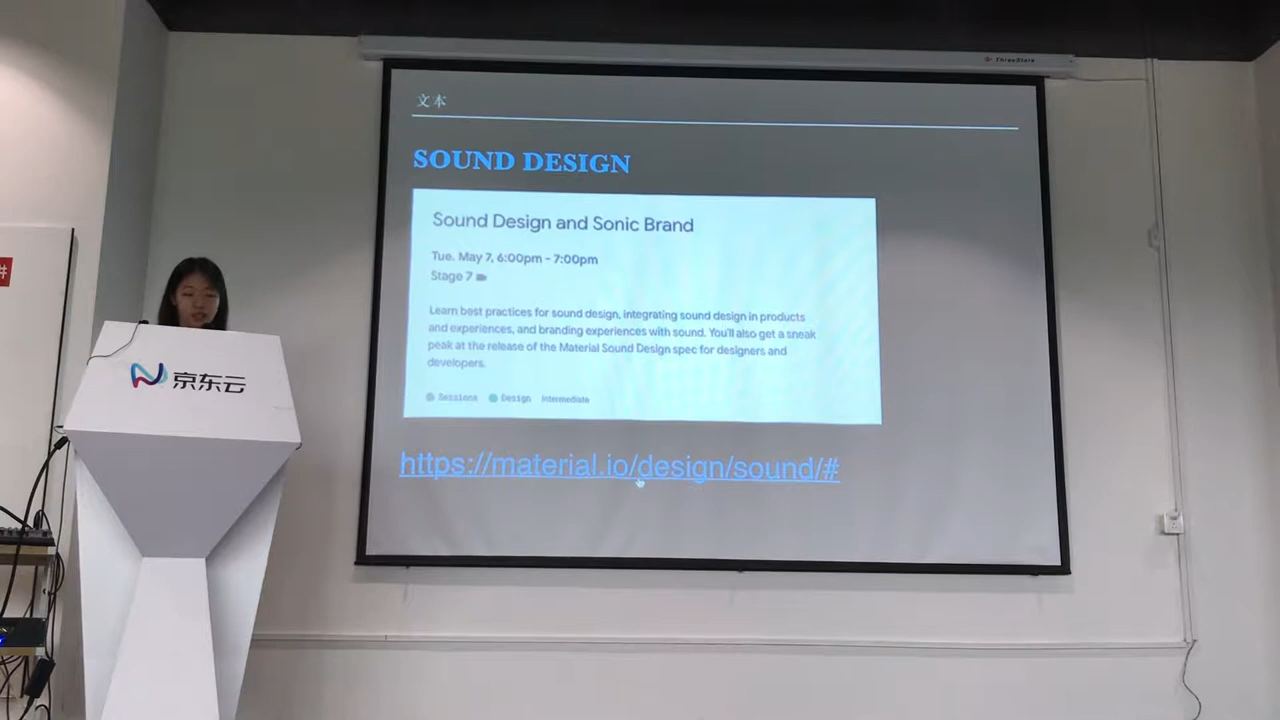 ThreeStars
文本
SOUND DESIGN
Sound Design and Sonic Brand
Tue. May 7, 6:00pm - 7:00pm
Stage 7
Learn best practices for sound design, integrating sound design in products
and experiences, and branding experiences with sound. You'll also get a sneak
peak at the release of the Material Sound Design spec for designers and
developers.
Sessions Design Intermediate
https://material.io/design/sound/#
京东云